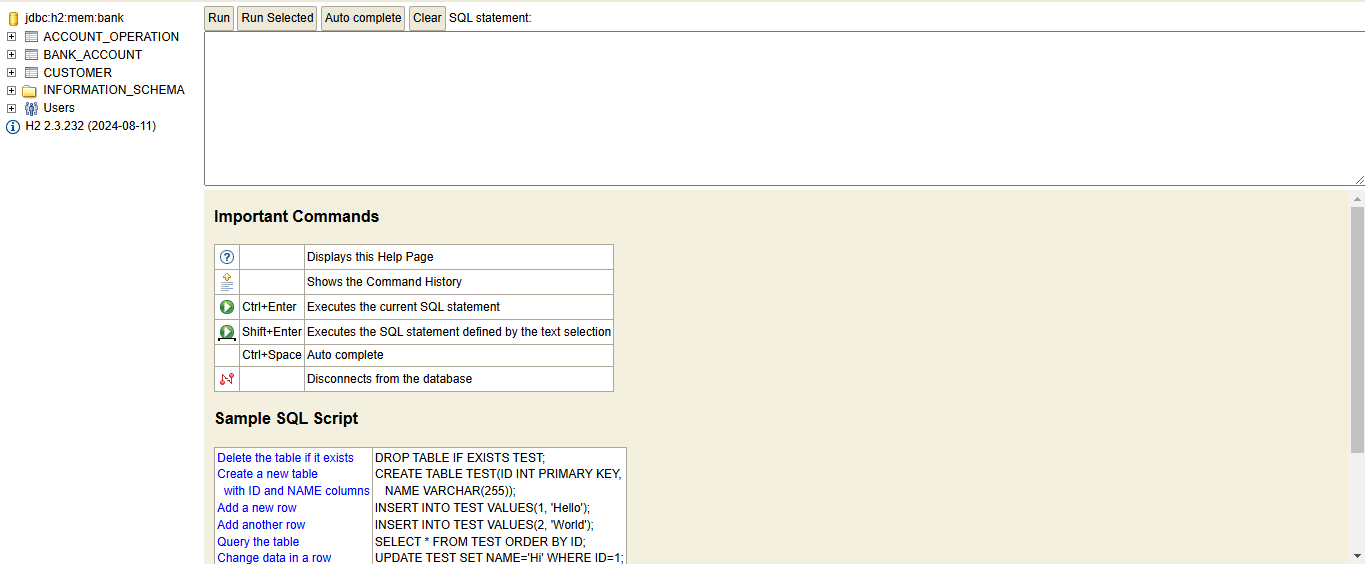 jdbc:h2:mem:bank
ACCOUNT_OPERATION
BANK_ACCOUNT
CUSTOMER
INFORMATION_SCHEMA
Users
H2 2.3.232 (2024-08-11)
Run Run Selected Auto complete Clear SQL statement:
Important Commands
Displays this Help Page
Shows the Command History
Ctrl+Enter Executes the current SQL statement
Shift+Enter Executes the SQL statement defined by the text selection
Ctrl+Space Auto complete
Disconnects from the database
Sample SQL Script
Delete the table if it exists DROP TABLE IF EXISTS TEST;
Create a new table CREATE TABLE TEST(ID INT PRIMARY KEY,
with ID and NAME columns NAME VARCHAR(255));
Add a new row INSERT INTO TEST VALUES(1, 'Hello');
Add another row INSERT INTO TEST VALUES(2, 'World');
Query the table SELECT * FROM TEST ORDER BY ID;
Change data in a row UPDATE TEST SET NAME='Hi' WHERE ID=1;